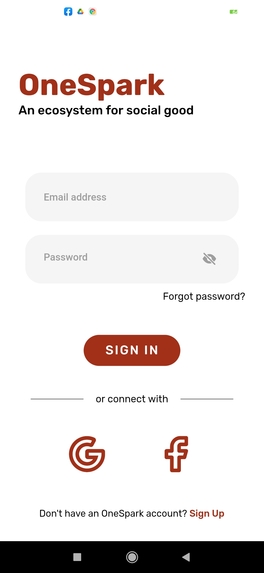 OneSpark
An ecosystem for social good
Email address
Password
Forgot password?
SIGN IN
or connect with
Don't have an OneSpark account? Sign Up